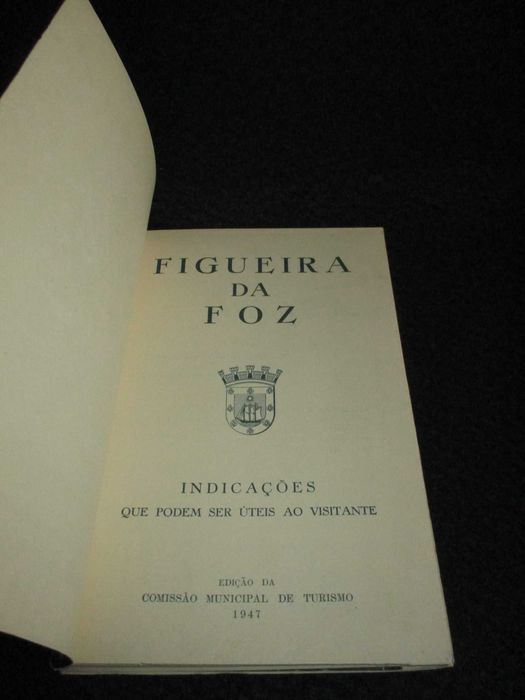 FIGUEIRA
DA
FOZ
INDICAÇÕES
QUE PODEM SER ÚTEIS AO VISITANTE
EDIÇÃO DA
COMISSÃO MUNICIPAL DE TURISMO
1947